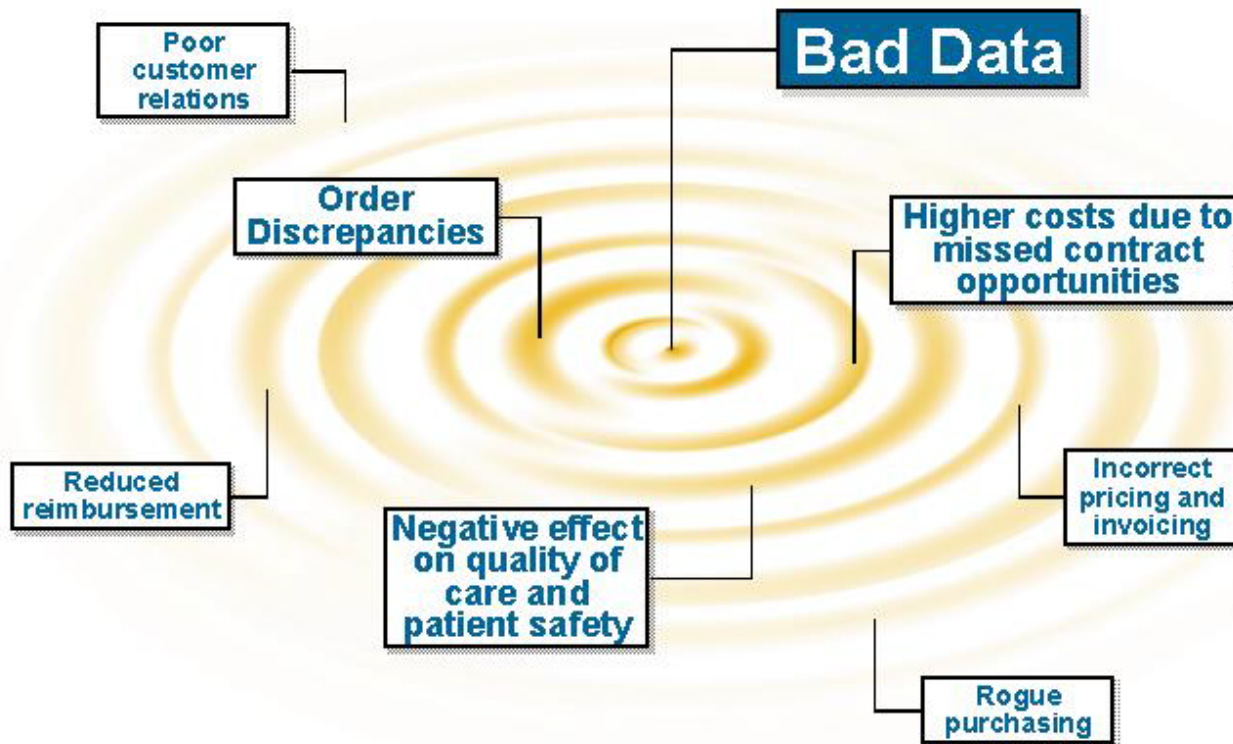 Poor
customer
relations
Bad Data
Order
Discrepancies
Higher costs due to
missed contract
opportunities
Reduced
reimbursement
Negative effect
on quality of
care and
patient safety
Incorrect
pricing and
invoicing
Rogue
purchasing